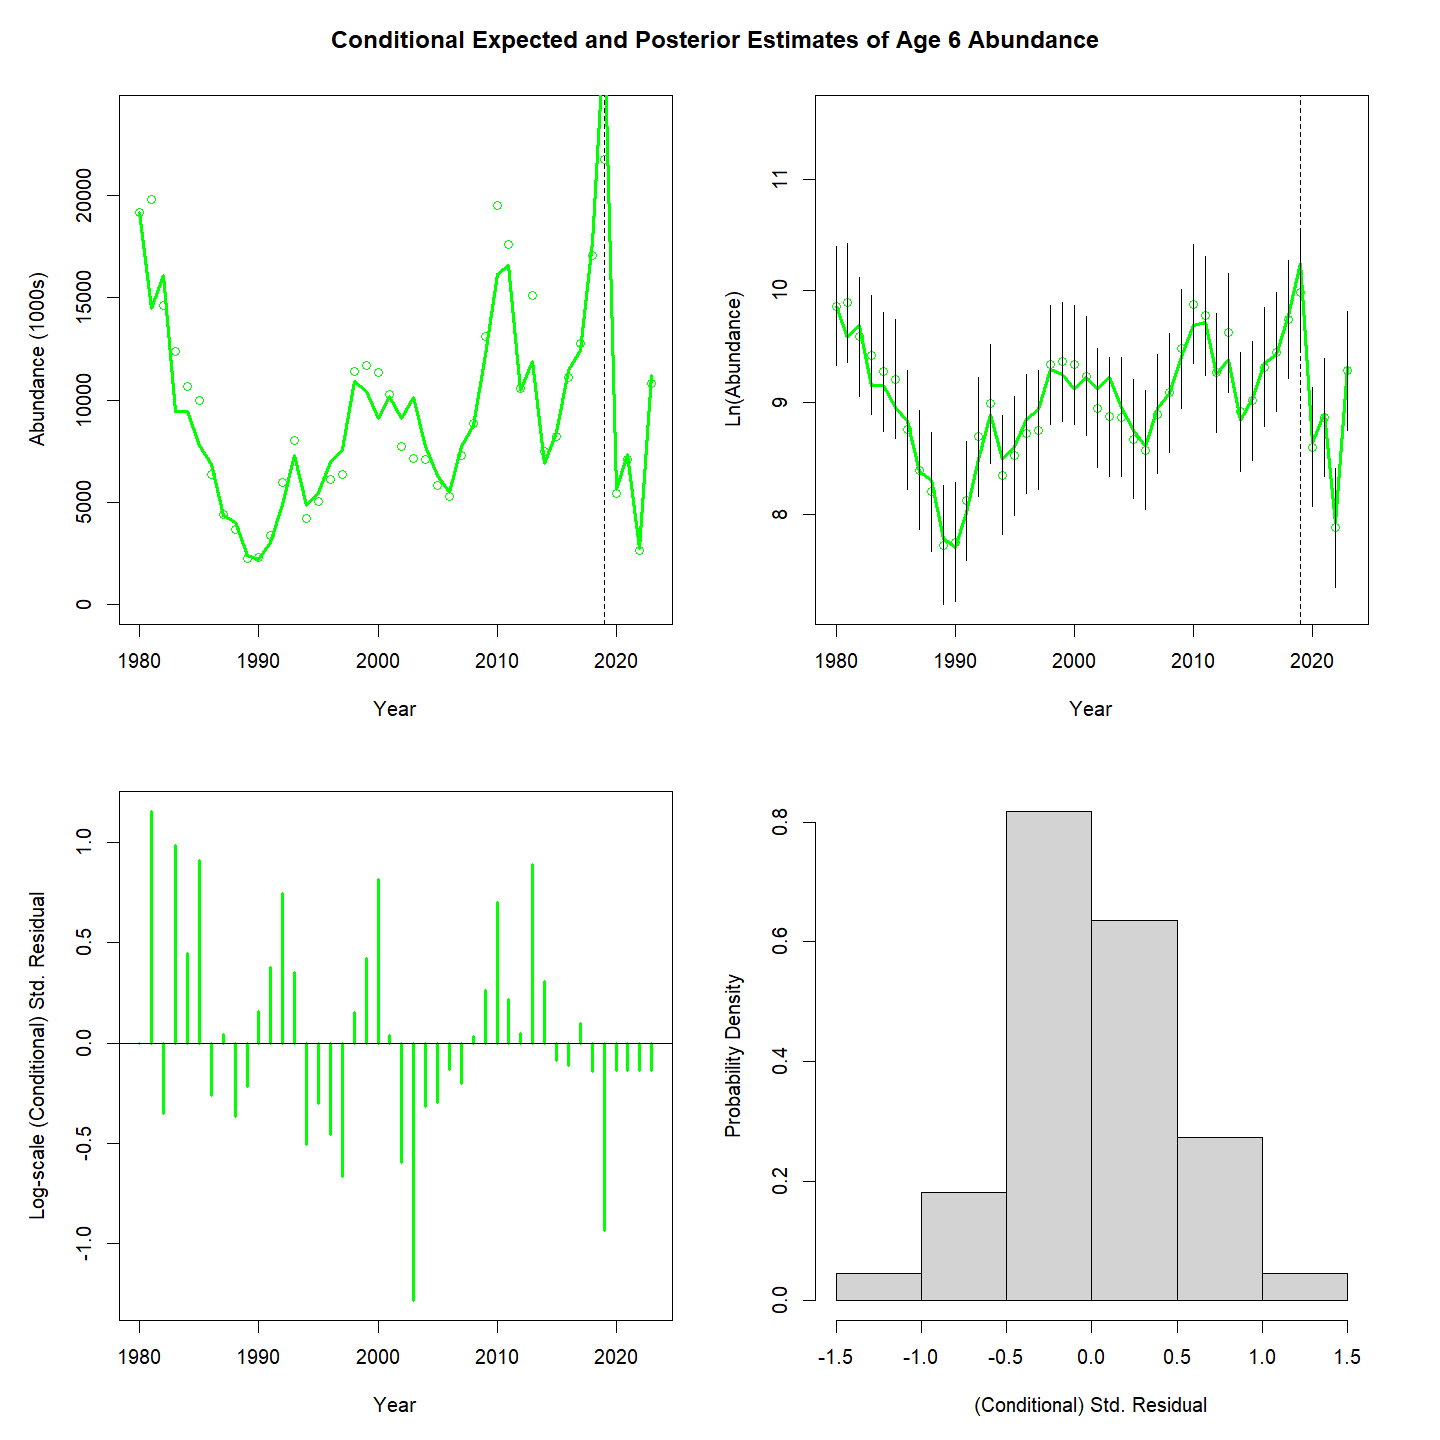 Conditional Expected and Posterior Estimates of Age 6 Abundance
Abundance (1000s)
20000
15000
10000
5000
0
1980 1990 2000 2010 2020
Year
Ln(Abundance)
11
10
9
8
1980 1990 2000 2010 2020
Year
Log-scale (Conditional) Std. Residual
1.0
0.5
0.0
-0.5
-1.0
1980 1990 2000 2010 2020
Year
Probability Density
0.8
0.6
0.4
0.2
0.0
-1.5 -1.0 -0.5 0.0 0.5 1.0 1.5
(Conditional) Std. Residual